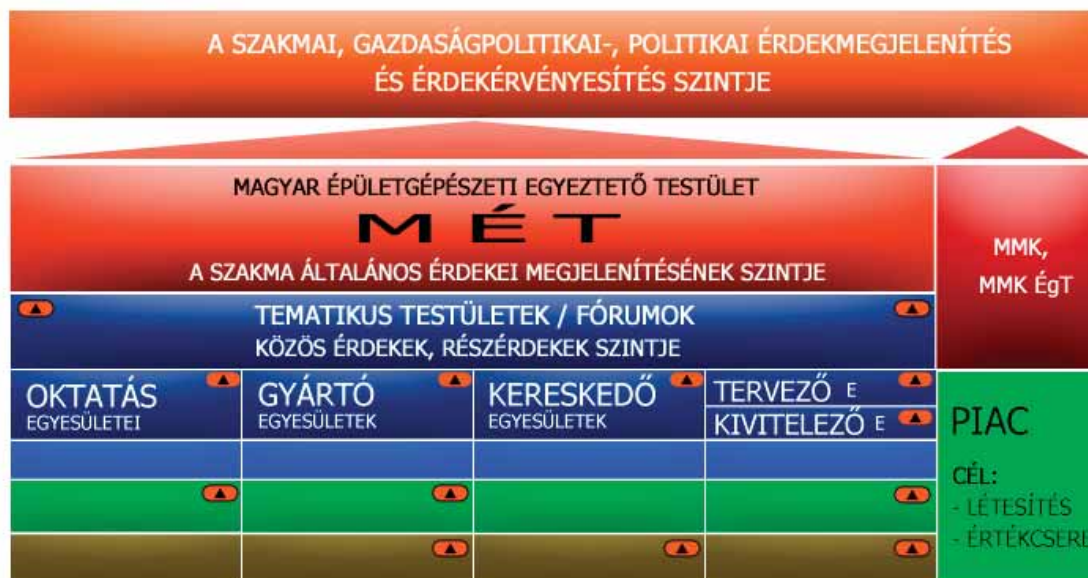 A SZAKMAI, GAZDASÁGPOLITIKAI-, POLITIKAI ÉRDEKMEGJELENÍTÉS
ÉS ÉRDEKÉRVÉNYESÍTÉS SZINTJE
MAGYAR ÉPÜLETGÉPÉSZETI EGYEZTETŐ TESTÜLET
M É T
A SZAKMA ÁLTALÁNOS ÉRDEKEI MEGJELENÍTÉSÉNEK SZINTJE
MMK,
MMK ÉgT
TEMATIKUS TESTÜLETEK / FÓRUMOK
KÖZÖS ÉRDEKEK, RÉSZÉRDEKEK SZINTJE
OKTATÁS
EGYESÜLETEI
GYÁRTÓ
EGYESÜLETEK
KERESKEDŐ
EGYESÜLETEK
TERVEZŐ E
KIVITELEZŐ E
PIAC
CÉL:
- LÉTESÍTÉS
- ÉRTÉKCSERE